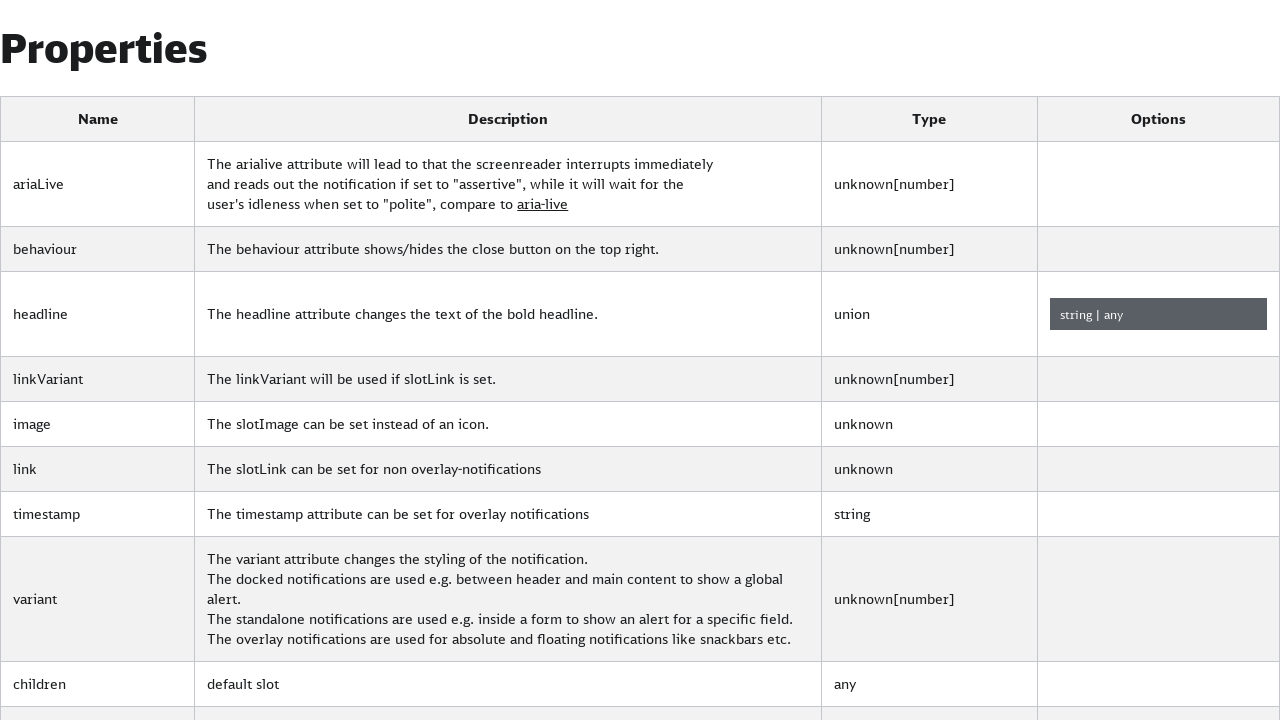 Properties
Name Description Type Options
ariaLive
The arialive attribute will lead to that the screenreader interrupts immediately
and reads out the notification if set to "assertive", while it will wait for the
user's idleness when set to "polite", compare to aria-live
unknown[number]
behaviour The behaviour attribute shows/hides the close button on the top right. unknown[number]
headline The headline attribute changes the text of the bold headline. union string | any
linkVariant The linkVariant will be used if slotLink is set. unknown[number]
image The slotImage can be set instead of an icon. unknown
link The slotLink can be set for non overlay-notifications unknown
timestamp The timestamp attribute can be set for overlay notifications string
variant
The variant attribute changes the styling of the notification.
The docked notifications are used e.g. between header and main content to show a global
alert.
The standalone notifications are used e.g. inside a form to show an alert for a specific field.
The overlay notifications are used for absolute and floating notifications like snackbars etc.
unknown[number]
children default slot any